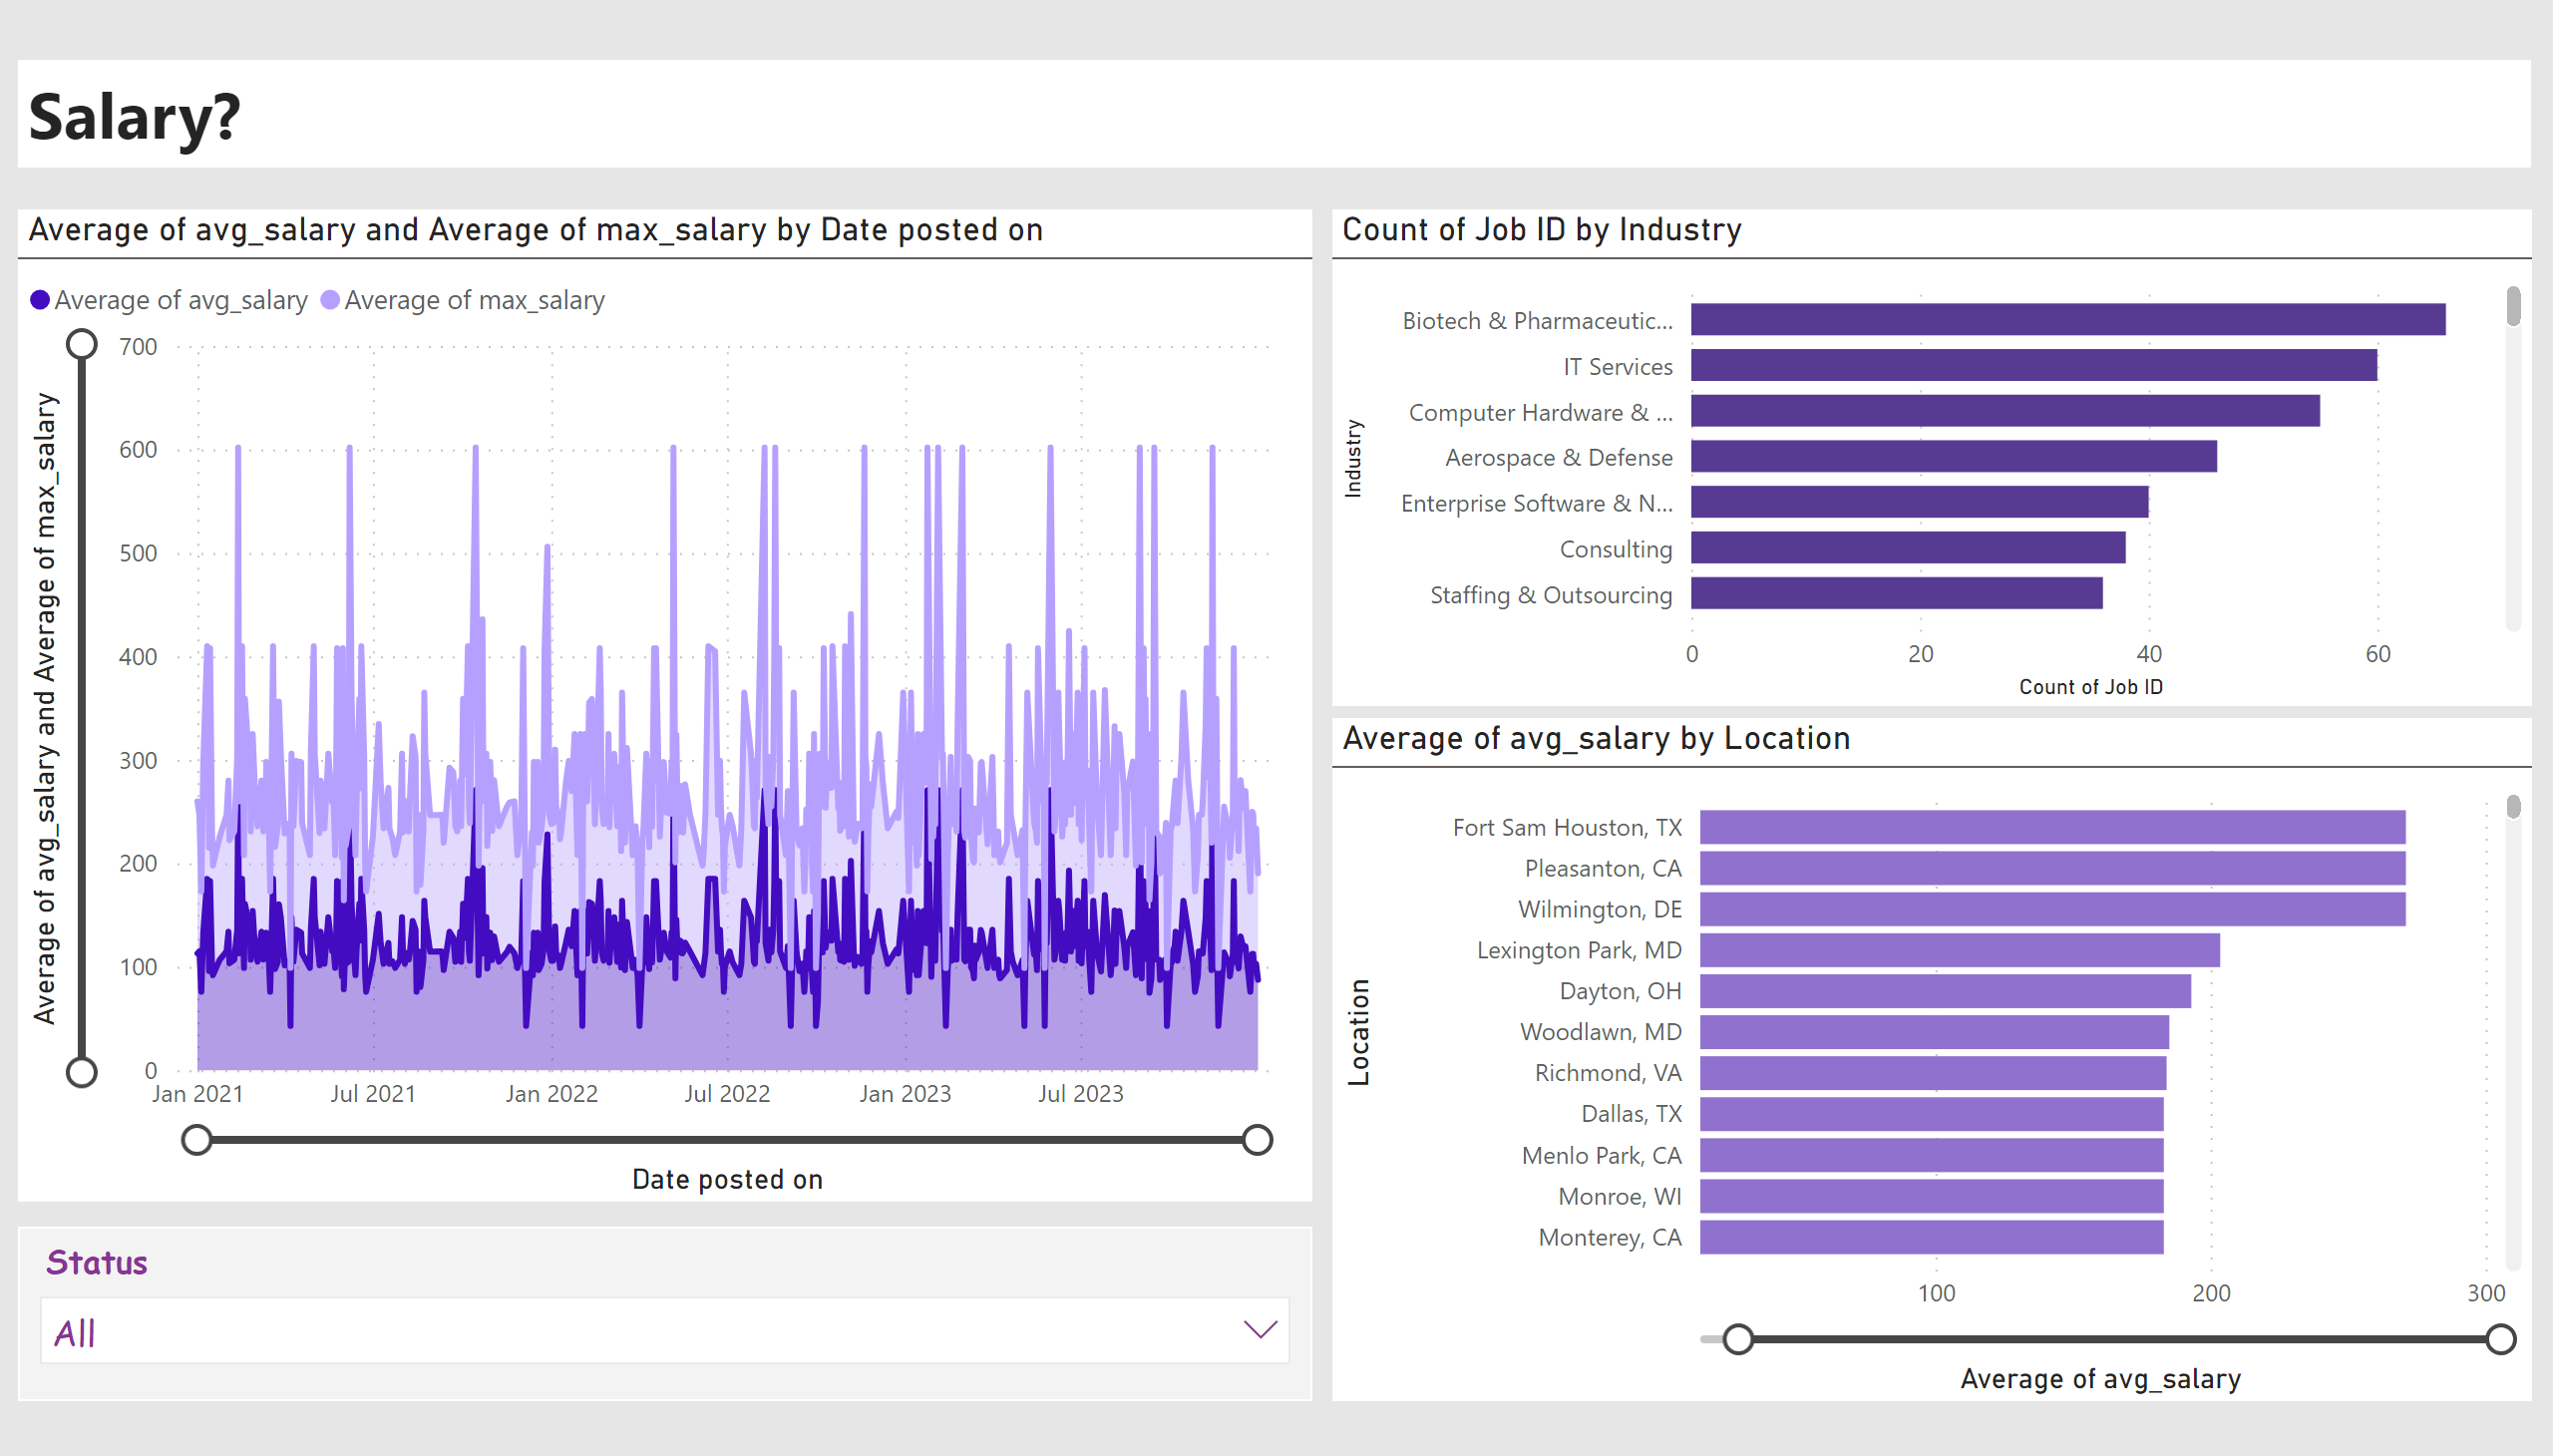 Salary?
Average of avg_salary and Average of max_salary by Date posted on
Average of avg_salary
Average of max_salary
Average of avg_salary and Average of max_salary
700
600
500
400
300
200
100
0
Jan 2021
Jul 2021
Jan 2022
Jul 2022
Jan 2023
Jul 2023
Date posted on
Status
All
Count of Job ID by Industry
Industry
Biotech & Pharmaceutic...
IT Services
Computer Hardware & ...
Aerospace & Defense
Enterprise Software & N...
Consulting
Staffing & Outsourcing
0
20
40
60
Count of Job ID
Average of avg_salary by Location
Location
Fort Sam Houston, TX
Pleasanton, CA
Wilmington, DE
Lexington Park, MD
Dayton, OH
Woodlawn, MD
Richmond, VA
Dallas, TX
Menlo Park, CA
Monroe, WI
Monterey, CA
100
200
300
Average of avg_salary